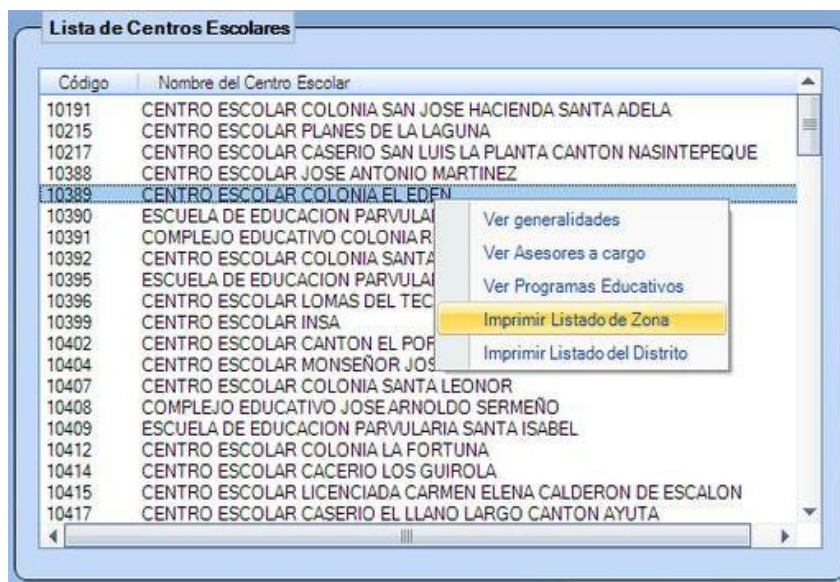 Lista de Centros Escolares
Código Nombre del Centro Escolar
10191 CENTRO ESCOLAR COLONIA SAN JOSE HACIENDA SANTA ADELA
10215 CENTRO ESCOLAR PLANES DE LA LAGUNA
10217 CENTRO ESCOLAR CASERIO SAN LUIS LA PLANTA CANTON NASINTEPEQUE
10388 CENTRO ESCOLAR JOSE ANTONIO MARTINEZ
10389 CENTRO ESCOLAR COLONIA EL EDEN
10390 ESCUELA DE EDUCACION
10391 COMPLEJO EDUCATIVO COLONIA
10392 CENTRO ESCOLAR COLONIA SANTA
10395 ESCUELA DE EDUCACION
10396 CENTRO ESCOLAR LOMAS DEL
10399 CENTRO ESCOLAR INSA
10402 CENTRO ESCOLAR CANTON EL
10404 CENTRO ESCOLAR MONSEÑOR
10407 CENTRO ESCOLAR COLONIA SANTA LEONOR
10408 COMPLEJO EDUCATIVO JOSE ARNOLDO SERMEÑO
10409 ESCUELA DE EDUCACION PARVULARIA SANTA ISABEL
10412 CENTRO ESCOLAR COLONIA LA FORTUNA
10414 CENTRO ESCOLAR CACERIO LOS GUIROLA
10415 CENTRO ESCOLAR LICENCIADA CARMEN ELENA CALDERON DE ESCALON
10417 CENTRO ESCOLAR CASERIO EL LLANO LARGO CANTON AYUTA
Ver generalidades
Ver Asesores a cargo
Ver Programas Educativos
Imprimir Listado de Zona
Imprimir Listado del Distrito